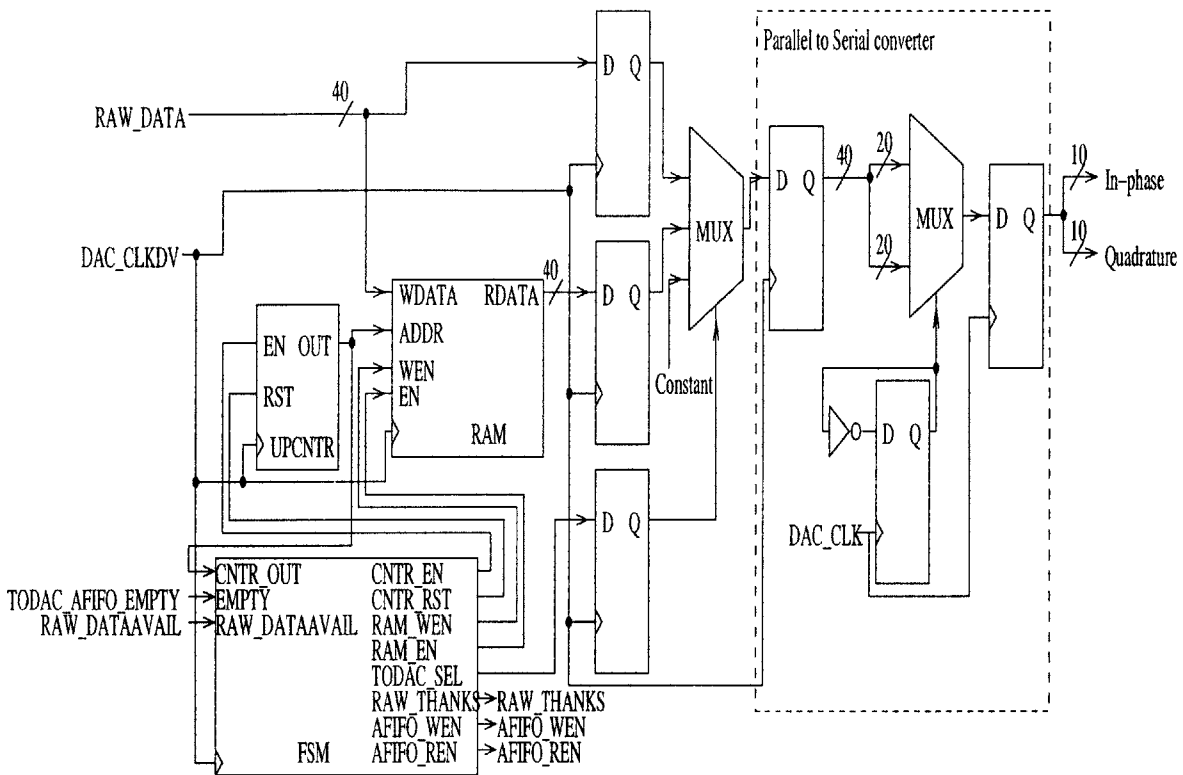 Parallel to Serial converter
D Q
40
RAW_DATA
40
20
10
In-phase
D Q
D Q
MUX
MUX
DAC_CLKDV
20
10
Quadrature
40
WDATA RDATA
D Q
ADDR
EN OUT
WEN
EN
RST
Constant
RAM
UPCNTR
D Q
D Q
DAC_CLK
CNTR_OUT CNTR_EN
TODAC_AFIFO_EMPTY EMPTY CNTR_RST
RAW_DATAAVAIL RAW_DATAAVAIL RAM_WEN
RAM_EN
TODAC_SEL
RAW_THANKS RAW_THANKS
AFIFO_WEN AFIFO_WEN
FSM AFIFO_REN AFIFO_REN